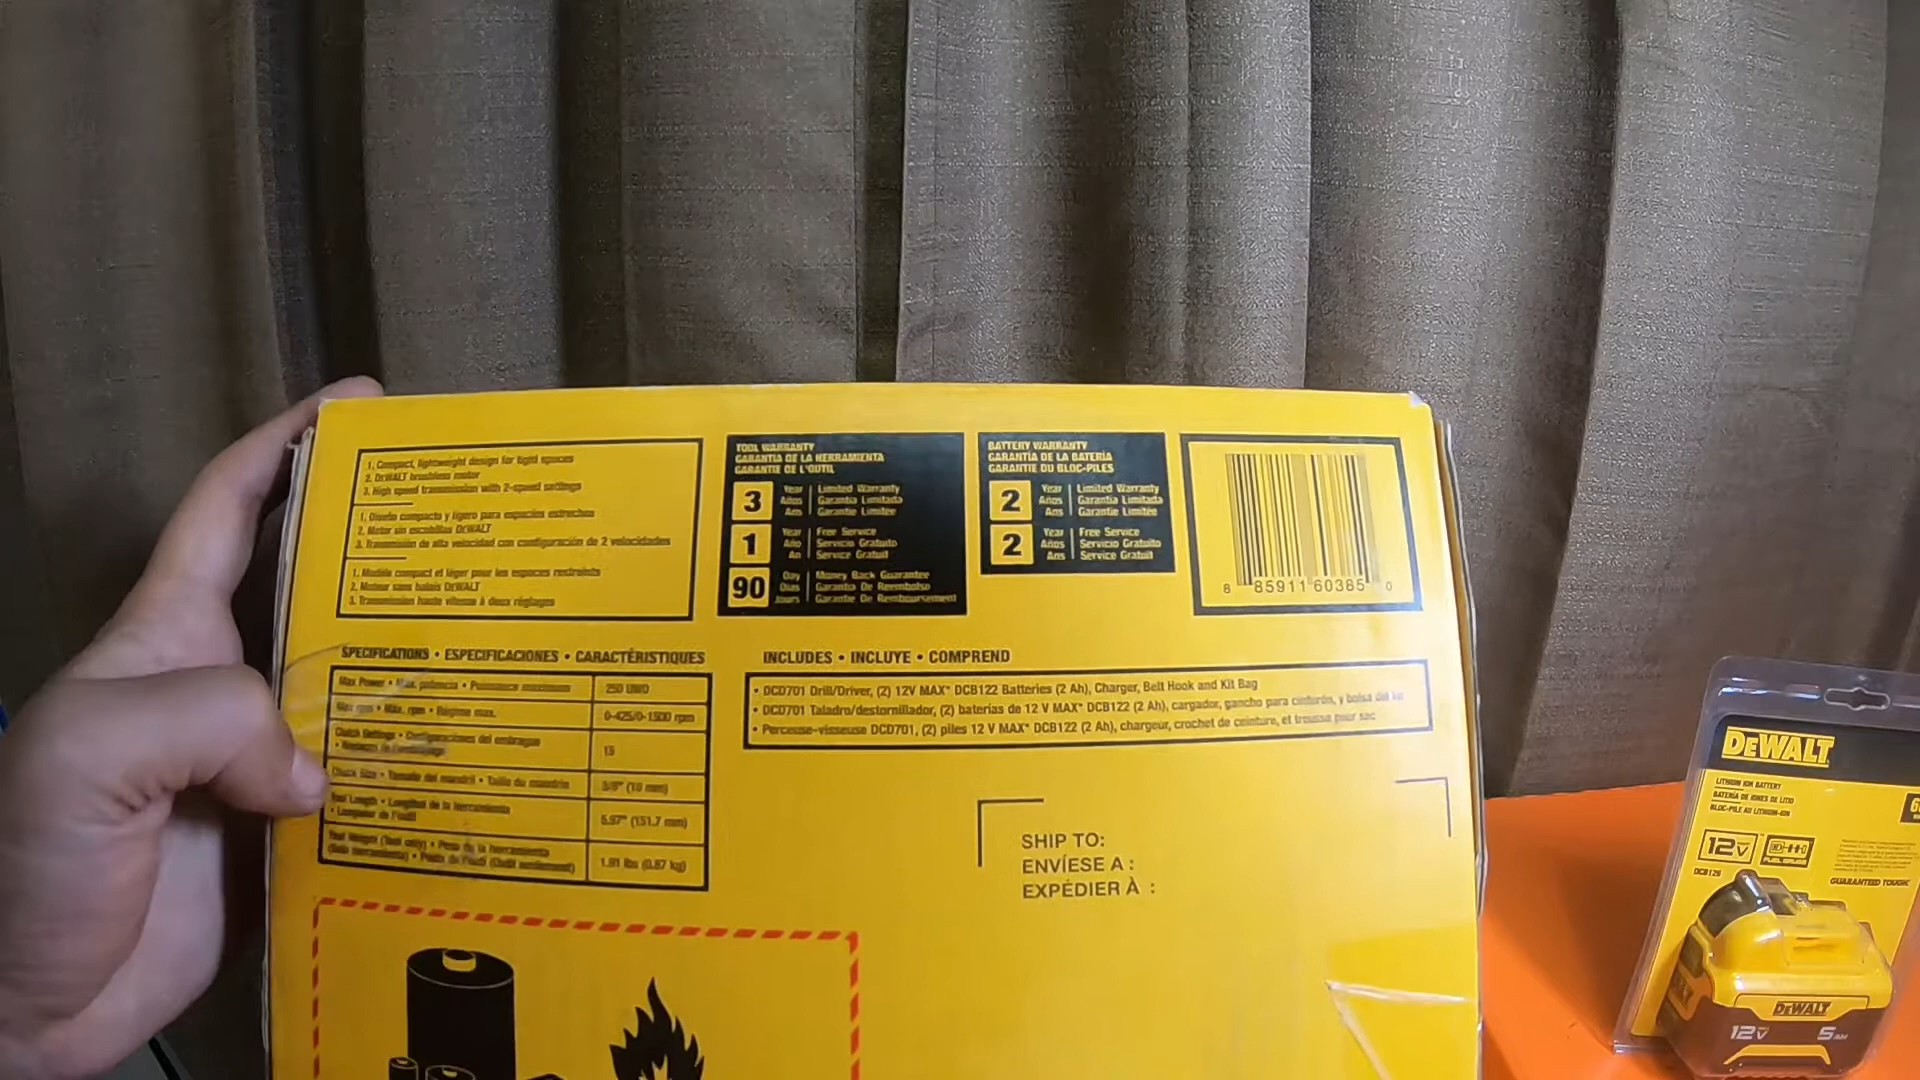 1. Compact, lightweight design for tight spaces
2. DEWALT brushless motor
3. High speed transmission with 2-speed settings
1. Diseño compacto y ligero para espacios estrechos
2. Motor sin escobillas DEWALT
3. Transmisión de alta velocidad con configuración de 2 velocidades
1. Modèle compact et léger pour les espaces restreints
2. Moteur sans balais DEWALT
3. Transmission haute vitesse à deux réglages
TOOL WARRANTY
GARANTÍA DE LA HERRAMIENTA
GARANTIE DE L'OUTIL
3 Year Limited Warranty
Años Garantía Limitada
Ans Garantie Limitée
1 Year Free Service
Año Servicio Gratuito
An Service Gratuit
90 Day Money Back Guarantee
Días Garantía De Reembolso
Jours Garantie De Remboursement
BATTERY WARRANTY
GARANTÍA DE LA BATERÍA
GARANTIE DU BLOC-PILES
2 Year Limited Warranty
Años Garantía Limitada
Ans Garantie Limitée
2 Year Free Service
Años Servicio Gratuito
Ans Service Gratuit
8 85911 60385 0
SPECIFICATIONS • ESPECIFICACIONES • CARACTÉRISTIQUES
Max Power • Máx. potencia • Puissance maximum 250 UWO
Max rpm • Máx. rpm • Régime max. 0-425/0-1500 rpm
Clutch Settings • Configuraciones del embrague 15
Chuck Size • Tamaño del mandril • Taille du mandrin 3/8" (10 mm)
Tool Length • Longitud de la herramienta
• Longueur de l'outil 5.97" (151.7 mm)
Tool Weight (Tool only) • Peso de la herramienta
(Solo herramienta) • Poids de l'outil (Outil seulement) 1.91 lbs (0.87 kg)
INCLUDES • INCLUYE • COMPREND
• DCD701 Drill/Driver, (2) 12V MAX* DCB122 Batteries (2 Ah), Charger, Belt Hook and Kit Bag
• DCD701 Taladro/destornillador, (2) baterías de 12 V MAX* DCB122 (2 Ah), cargador, gancho para cinturón, y bolsa del kit
• Perceuse-visseuse DCD701, (2) piles 12 V MAX* DCB122 (2 Ah), chargeur, crochet de ceinture, et trousse pour sac
SHIP TO:
ENVÍESE A :
EXPÉDIER À :
DEWALT
LITHIUM ION BATTERY
BATERÍA DE IONES DE LITIO
BLOC-PILE AU LITHIUM-ION
12V
FUEL GAUGE
DCB126
GUARANTEED TOUGH
DEWALT
12V 5AH